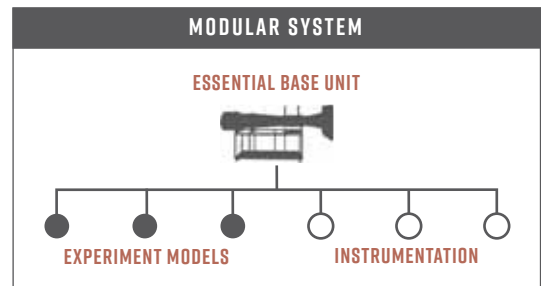 MODULAR SYSTEM
ESSENTIAL BASE UNIT
EXPERIMENT MODELS
INSTRUMENTATION